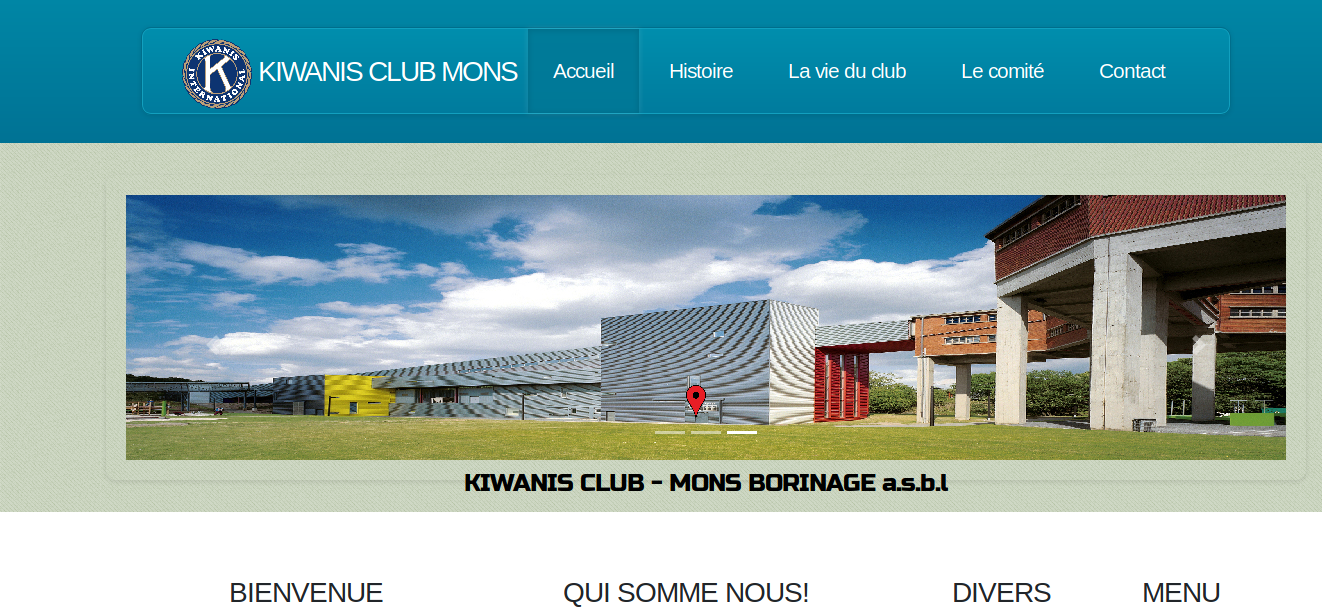 KIWANIS INTERNATIONAL
K
KIWANIS CLUB MONS
Accueil
Histoire
La vie du club
Le comité
Contact
KIWANIS CLUB - MONS BORINAGE a.s.b.l
BIENVENUE
QUI SOMME NOUS!
DIVERS
MENU